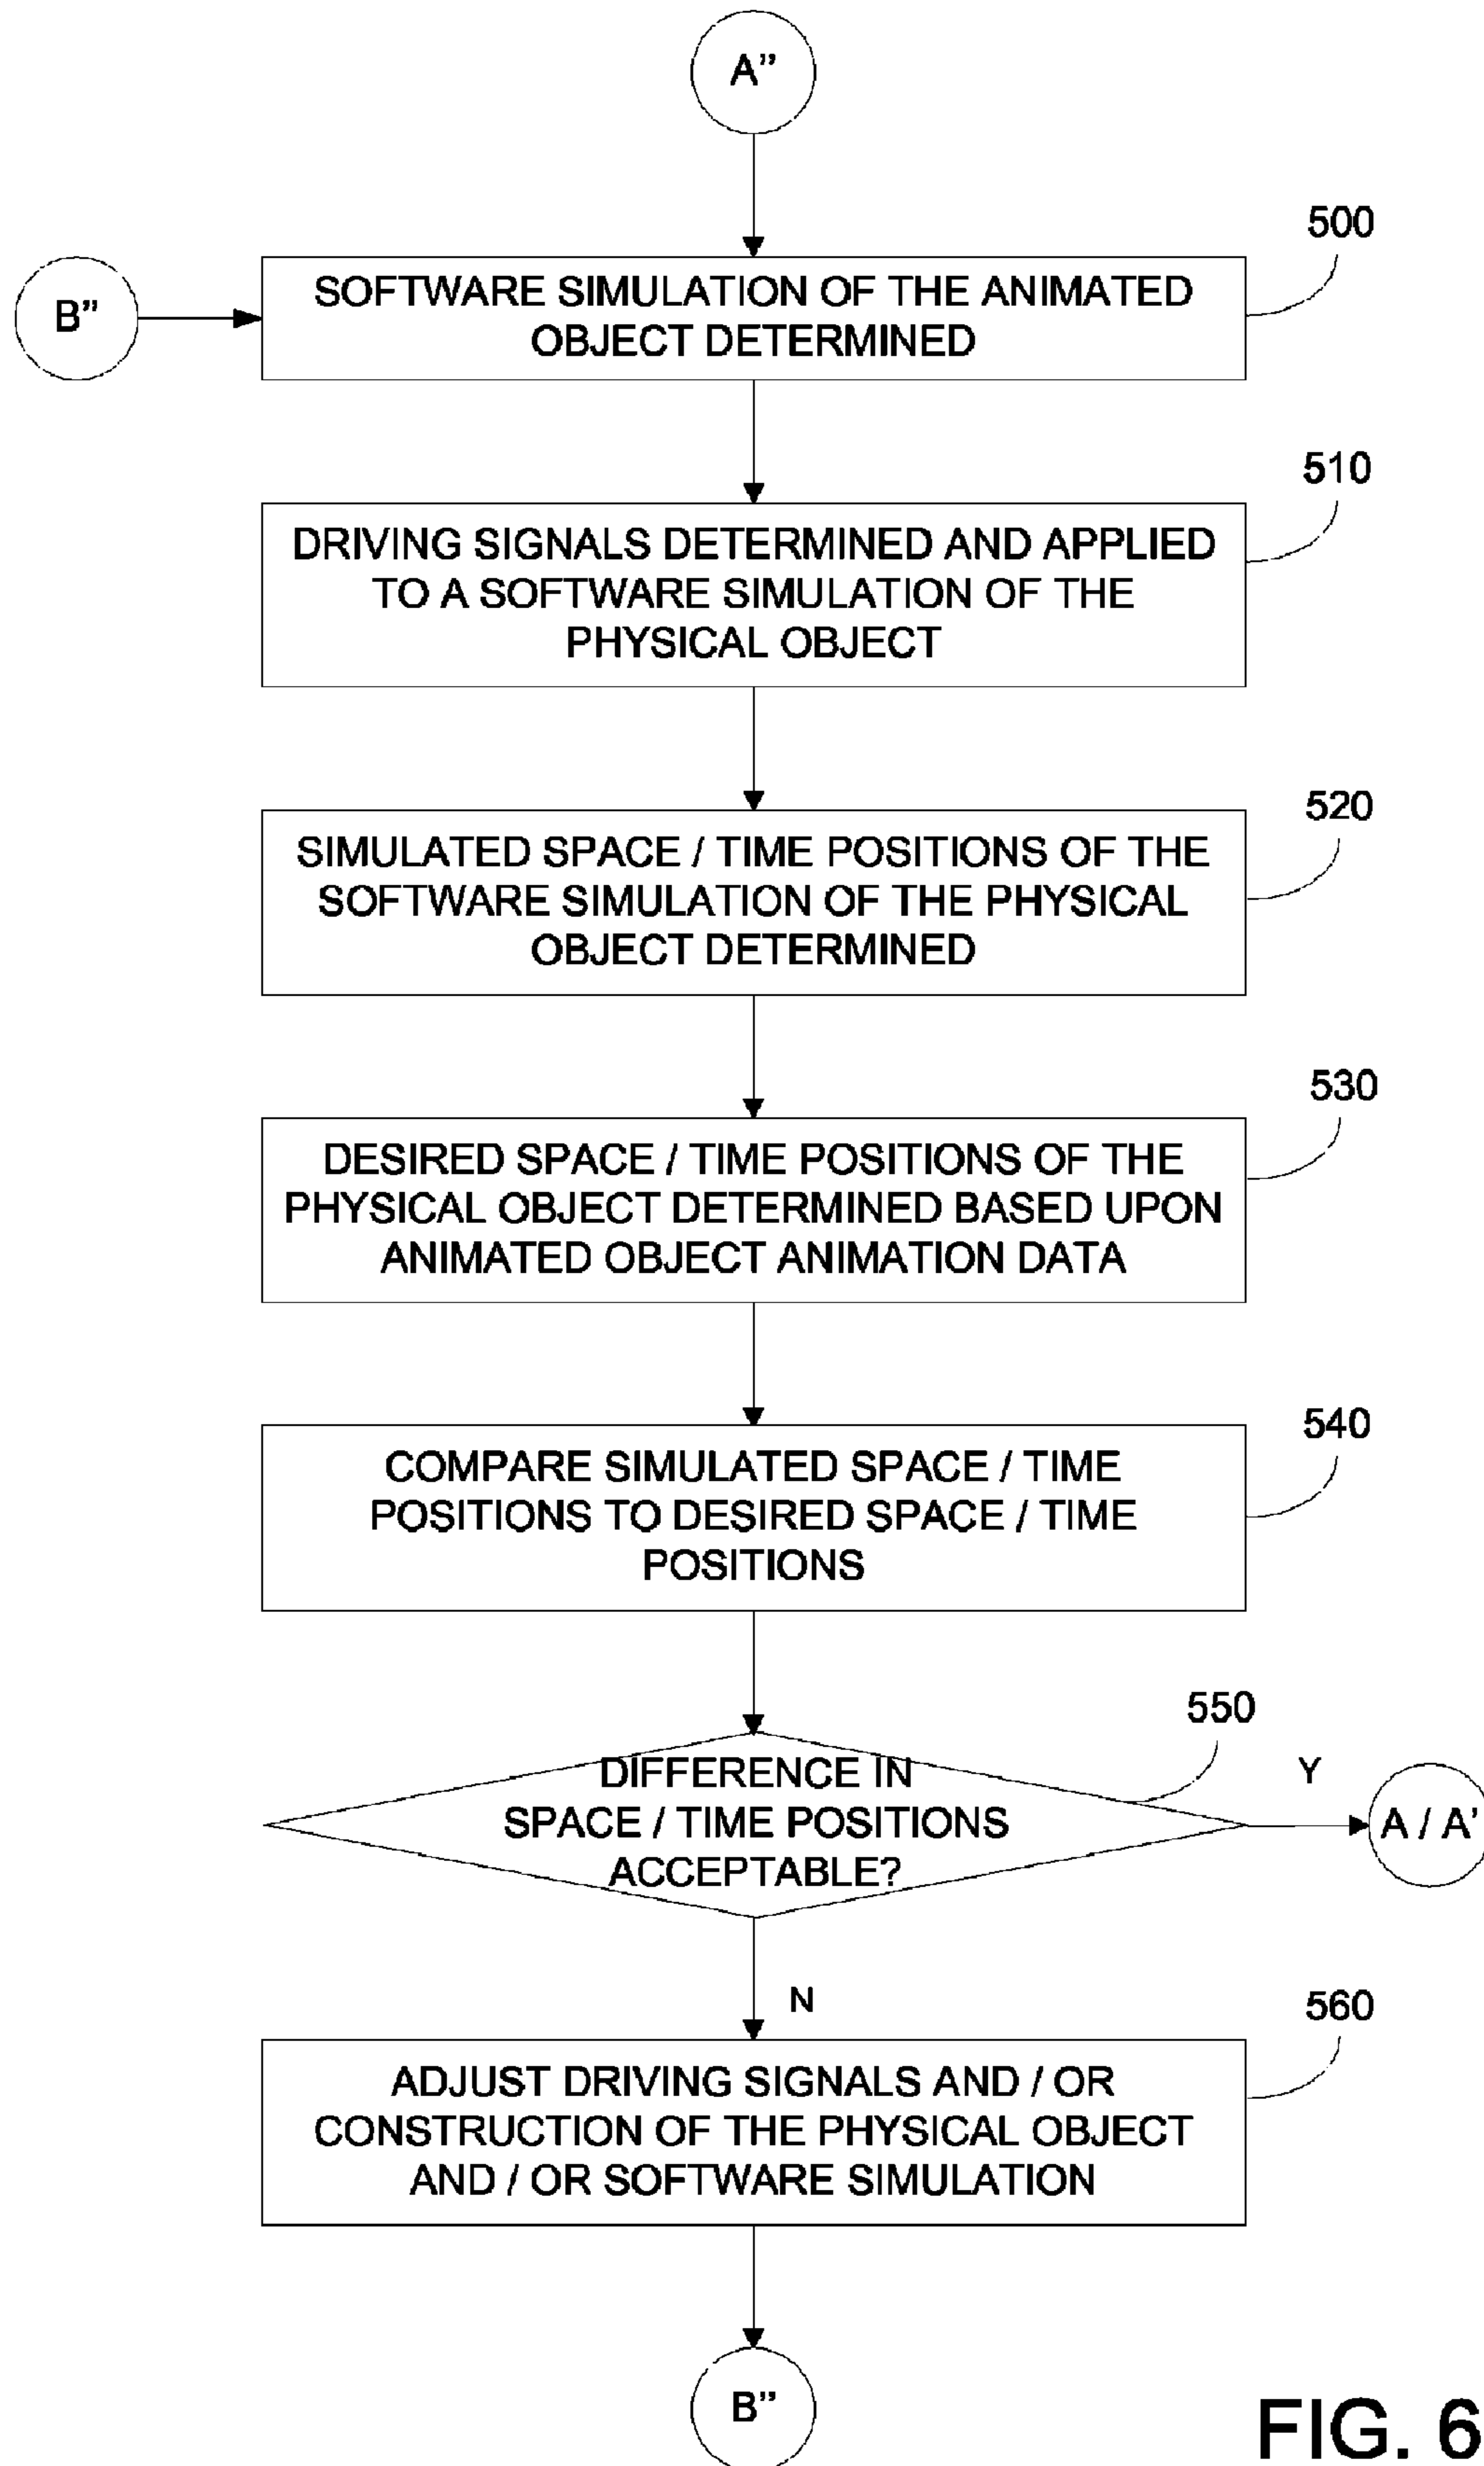 A”
500
B”
SOFTWARE SIMULATION OF THE ANIMATED
OBJECT DETERMINED
510
DRIVING SIGNALS DETERMINED AND APPLIED
TO A SOFTWARE SIMULATION OF THE
PHYSICAL OBJECT
520
SIMULATED SPACE / TIME POSITIONS OF THE
SOFTWARE SIMULATION OF THE PHYSICAL
OBJECT DETERMINED
530
DESIRED SPACE / TIME POSITIONS OF THE
PHYSICAL OBJECT DETERMINED BASED UPON
ANIMATED OBJECT ANIMATION DATA
540
COMPARE SIMULATED SPACE / TIME
POSITIONS TO DESIRED SPACE / TIME
POSITIONS
550
DIFFERENCE IN
SPACE / TIME POSITIONS
ACCEPTABLE?
Y
A / A'
N
560
ADJUST DRIVING SIGNALS AND / OR
CONSTRUCTION OF THE PHYSICAL OBJECT
AND / OR SOFTWARE SIMULATION
B”
FIG. 6